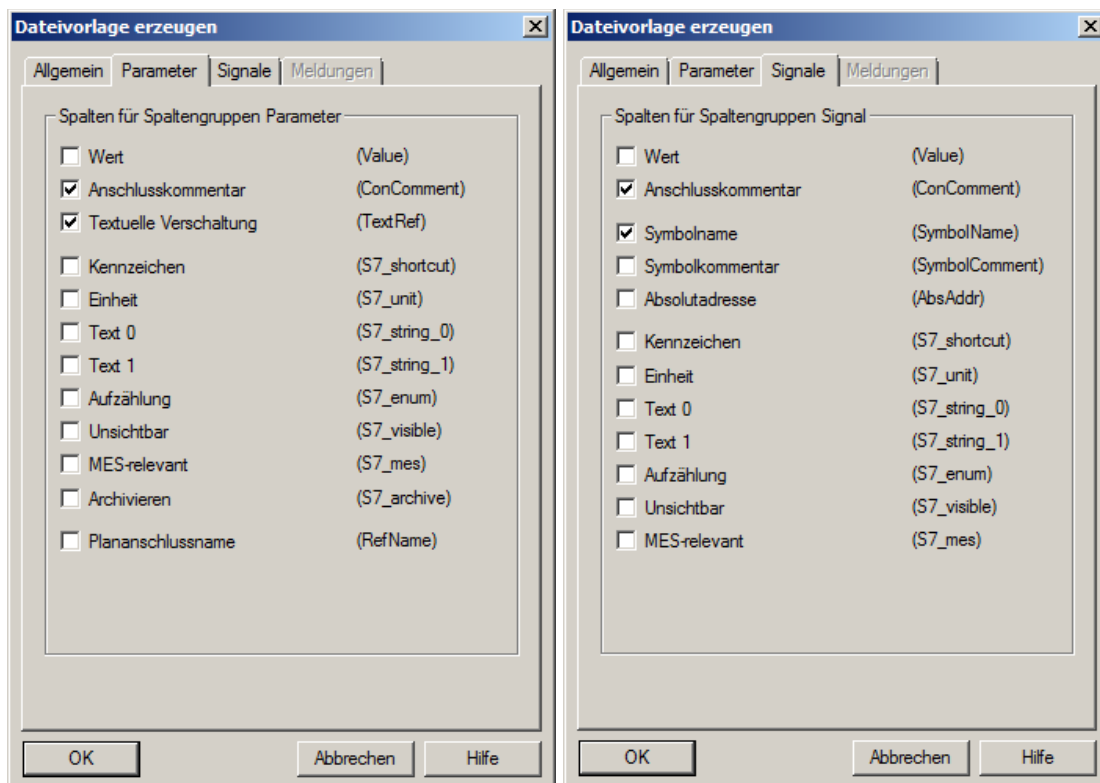 Dateivorlage erzeugen
Allgemein Parameter Signale Meldungen
Spalten für Spaltengruppen Parameter
Wert (Value)
Anschlusskommentar (ConComment)
Textuelle Verschaltung (TextRef)
Kennzeichen (S7_shortcut)
Einheit (S7_unit)
Text 0 (S7_string_0)
Text 1 (S7_string_1)
Aufzählung (S7_enum)
Unsichtbar (S7_visible)
MES-relevant (S7_mes)
Archivieren (S7_archive)
Plananschlussname (RefName)
OK Abbrechen Hilfe
Dateivorlage erzeugen
Allgemein Parameter Signale Meldungen
Spalten für Spaltengruppen Signal
Wert (Value)
Anschlusskommentar (ConComment)
Symbolname (SymbolName)
Symbolkommentar (SymbolComment)
Absolutadresse (AbsAddr)
Kennzeichen (S7_shortcut)
Einheit (S7_unit)
Text 0 (S7_string_0)
Text 1 (S7_string_1)
Aufzählung (S7_enum)
Unsichtbar (S7_visible)
MES-relevant (S7_mes)
OK Abbrechen Hilfe